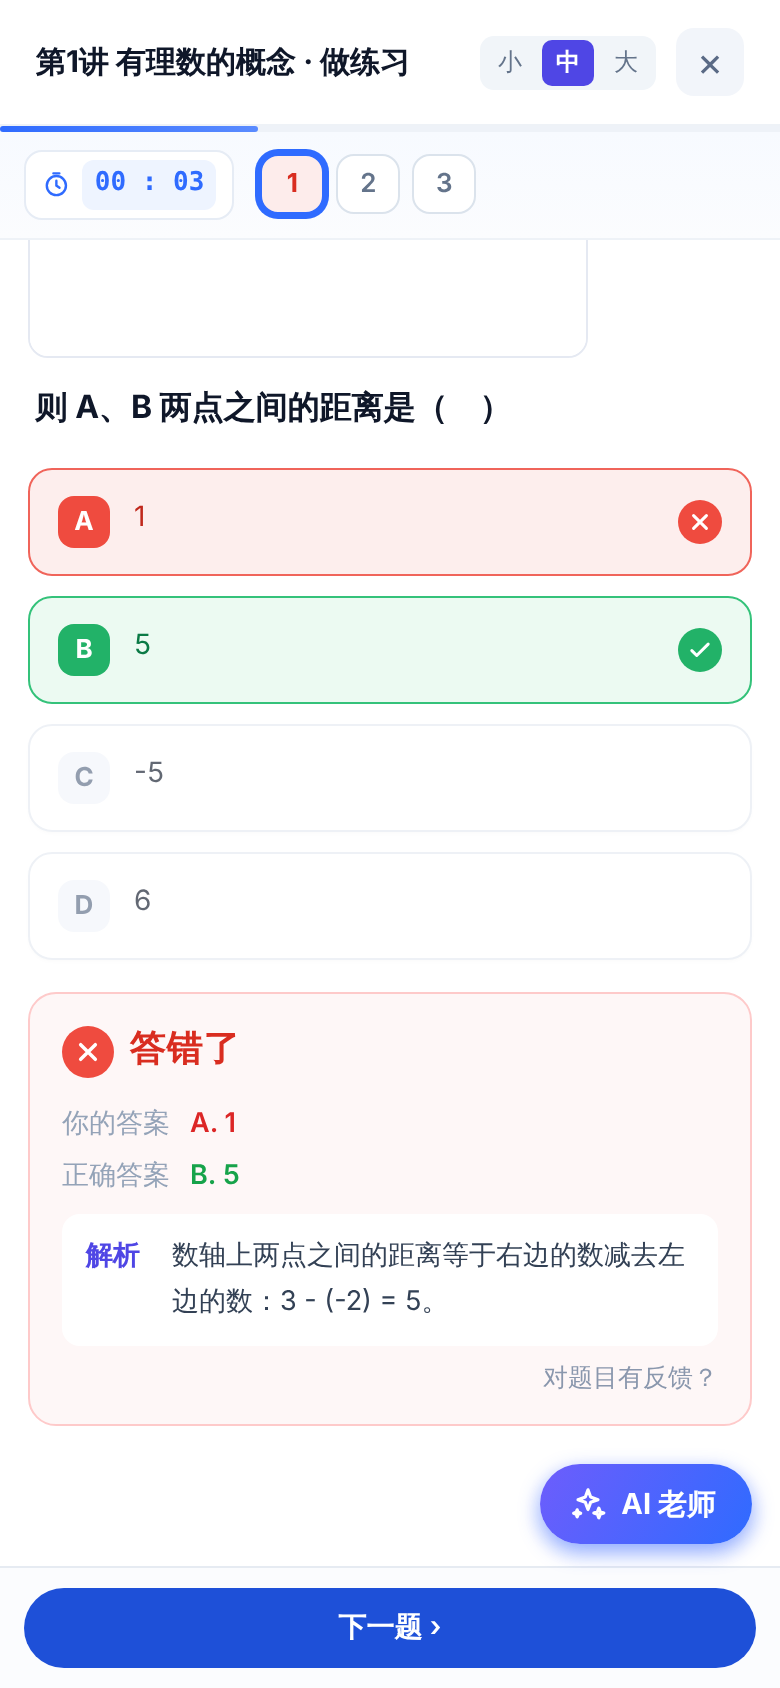 第1讲 有理数的概念 · 做练习
小 中 大 ×
00 : 03 1 2 3
则 A、B 两点之间的距离是（　）
A 1
B 5
C -5
D 6
答错了
你的答案 A. 1
正确答案 B. 5
解析 数轴上两点之间的距离等于右边的数减去左
边的数：3 - (-2) = 5。
对题目有反馈？
AI 老师
下一题 ›